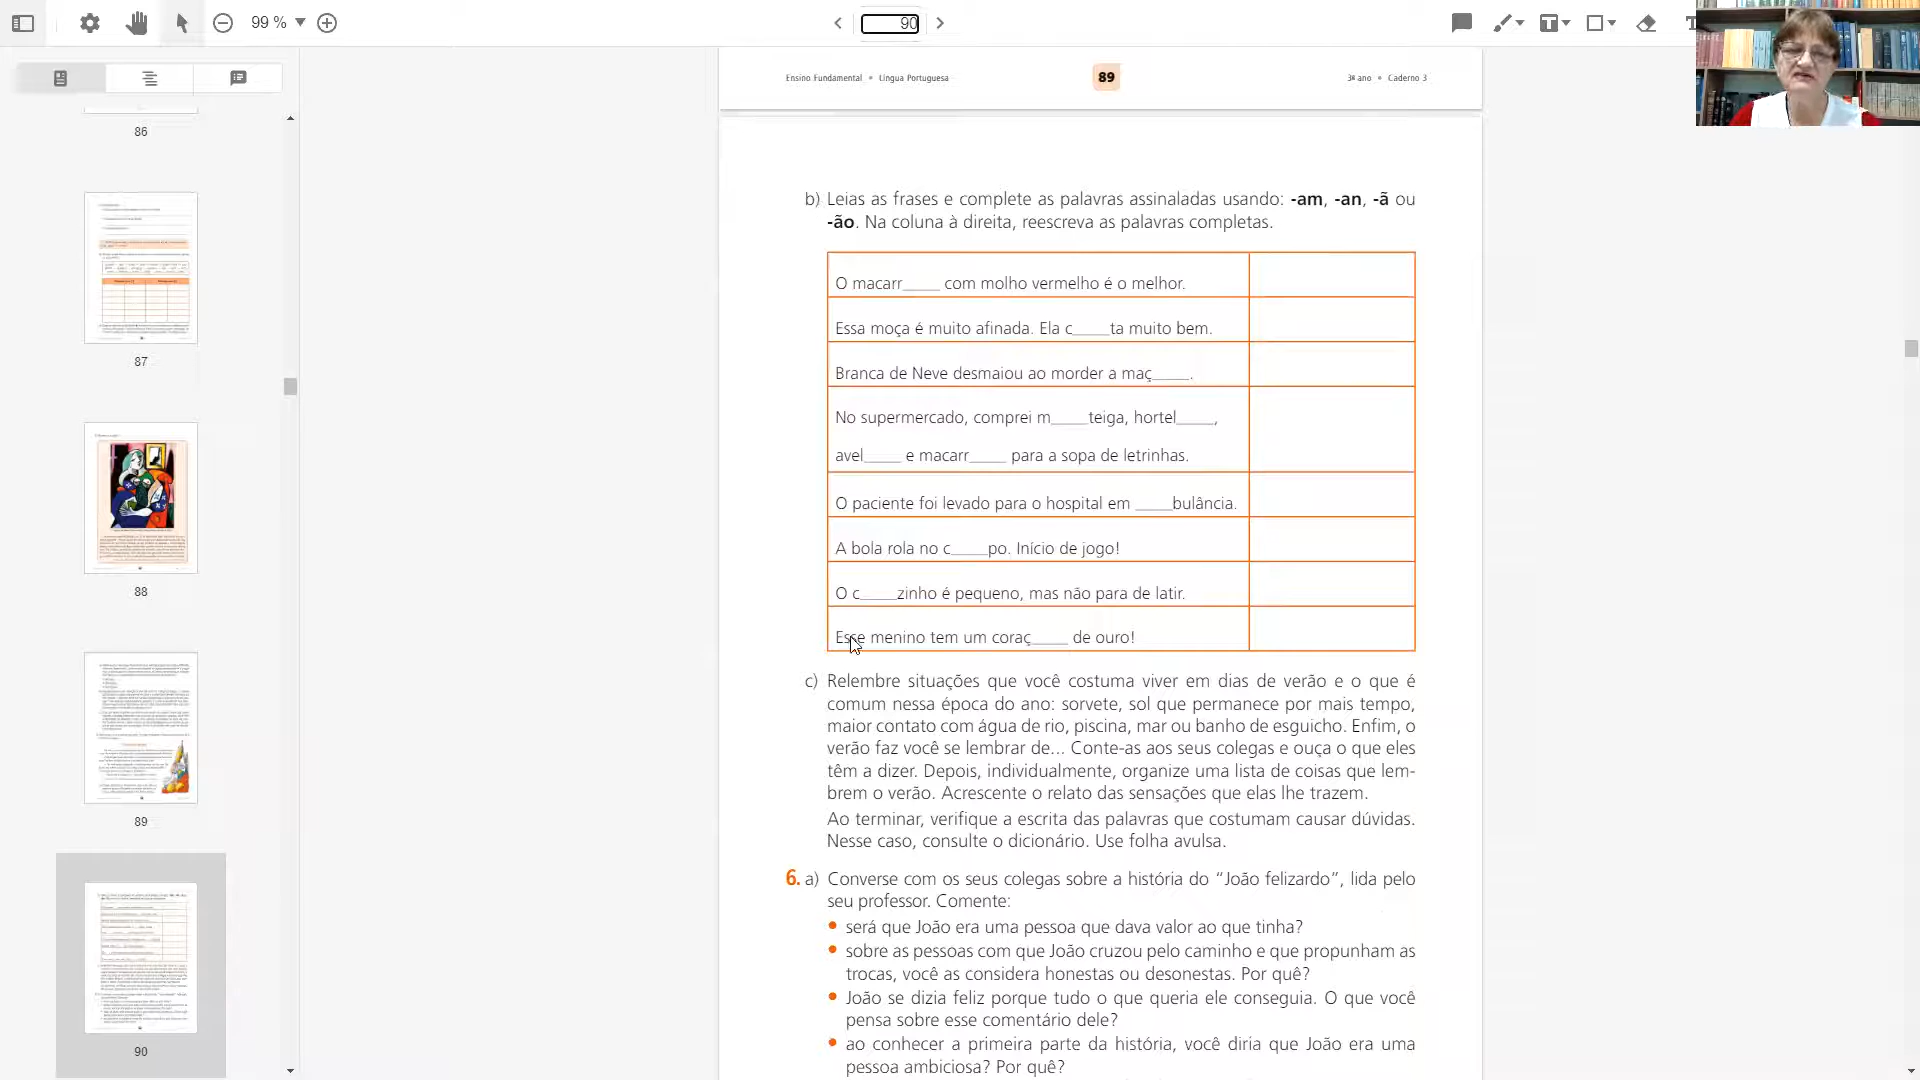 99 %
90
86
87
88
89
90
Ensino Fundamental • Língua Portuguesa
89
3º ano • Caderno 3
b) Leias as frases e complete as palavras assinaladas usando: -am, -an, -ã ou
-ão. Na coluna à direita, reescreva as palavras completas.
O macarr____ com molho vermelho é o melhor.
Essa moça é muito afinada. Ela c____ta muito bem.
Branca de Neve desmaiou ao morder a maç____.
No supermercado, comprei m____teiga, hortel____,
avel____ e macarr____ para a sopa de letrinhas.
O paciente foi levado para o hospital em ____bulância.
A bola rola no c____po. Início de jogo!
O c____zinho é pequeno, mas não para de latir.
Esse menino tem um coraç____ de ouro!
c) Relembre situações que você costuma viver em dias de verão e o que é
comum nessa época do ano: sorvete, sol que permanece por mais tempo,
maior contato com água de rio, piscina, mar ou banho de esguicho. Enfim, o
verão faz você se lembrar de... Conte-as aos seus colegas e ouça o que eles
têm a dizer. Depois, individualmente, organize uma lista de coisas que lem-
brem o verão. Acrescente o relato das sensações que elas lhe trazem.
Ao terminar, verifique a escrita das palavras que costumam causar dúvidas.
Nesse caso, consulte o dicionário. Use folha avulsa.
6. a) Converse com os seus colegas sobre a história do “João felizardo”, lida pelo
seu professor. Comente:
• será que João era uma pessoa que dava valor ao que tinha?
• sobre as pessoas com que João cruzou pelo caminho e que propunham as
trocas, você as considera honestas ou desonestas. Por quê?
• João se dizia feliz porque tudo o que queria ele conseguia. O que você
pensa sobre esse comentário dele?
• ao conhecer a primeira parte da história, você diria que João era uma
pessoa ambiciosa? Por quê?